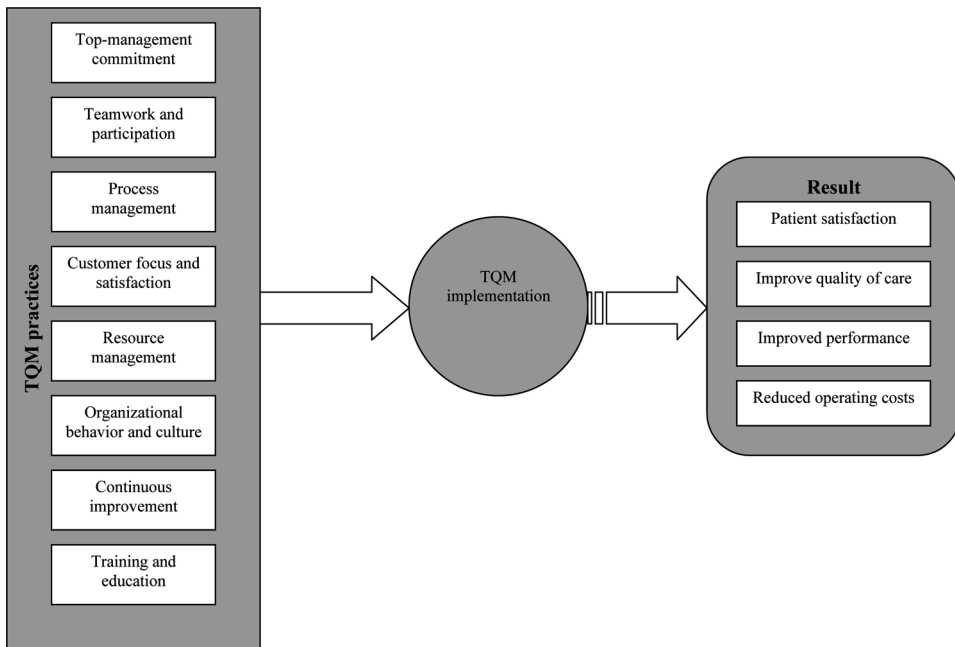 TQM practices
Top-management
commitment
Teamwork and
participation
Process
management
Customer focus and
satisfaction
Resource
management
Organizational
behavior and culture
Continuous
improvement
Training and
education
TQM
implementation
Result
Patient satisfaction
Improve quality of care
Improved performance
Reduced operating costs